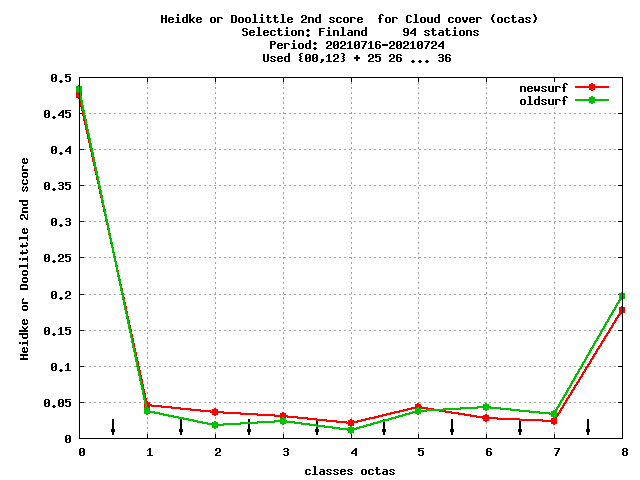 Heidke or Doolittle 2nd score  for Cloud cover (octas)
Selection: Finland     94 stations
Period: 20210716-20210724
Used {00,12} + 25 26 ... 36
newsurf
oldsurf
Heidke or Doolittle 2nd score
0.5
0.45
0.4
0.35
0.3
0.25
0.2
0.15
0.1
0.05
0
0 1 2 3 4 5 6 7 8
classes octas